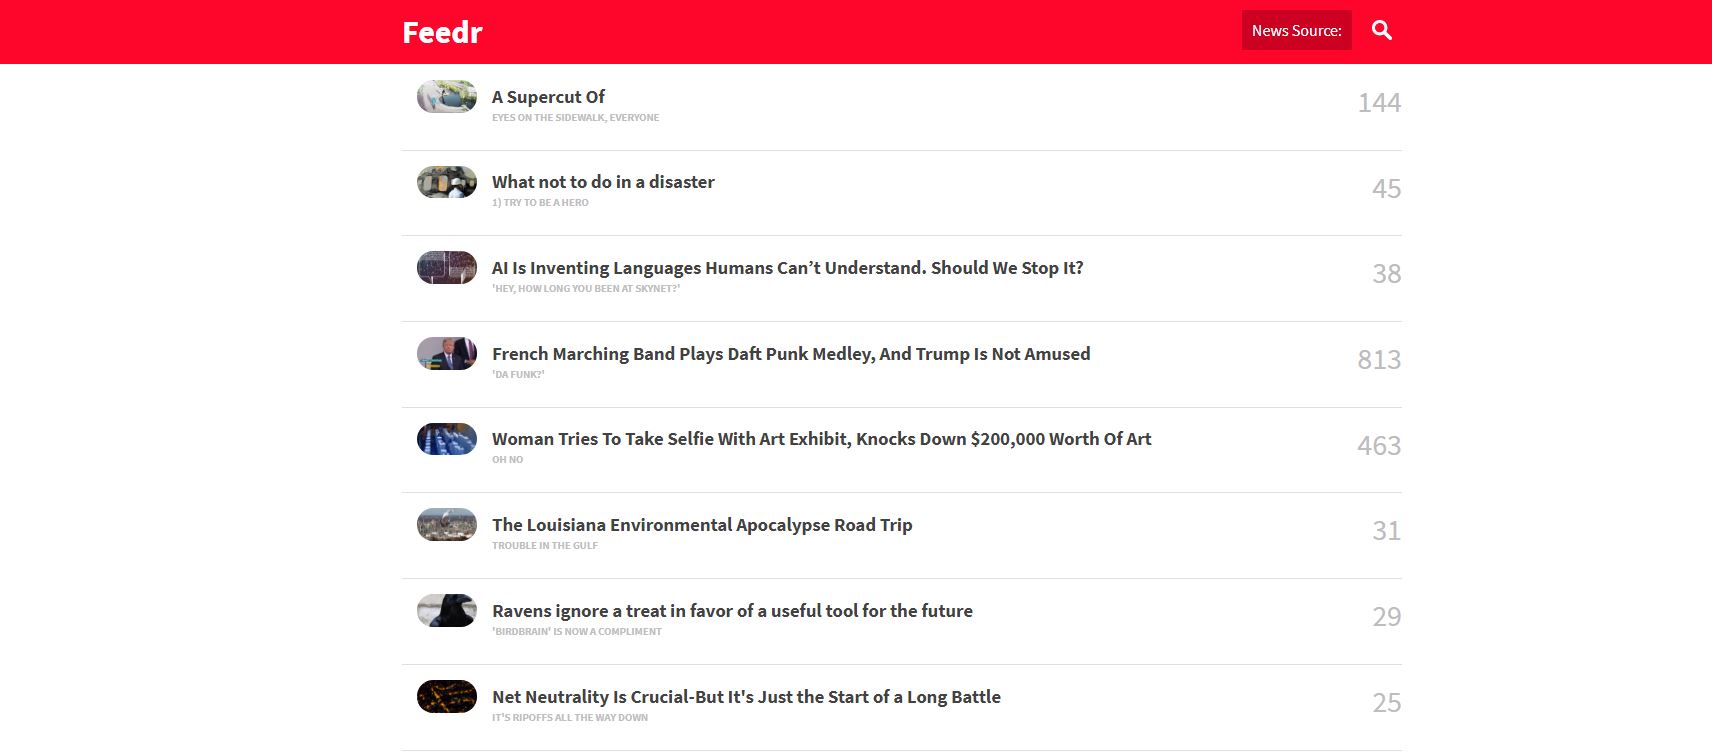 Feedr
News Source:
A Supercut Of
EYES ON THE SIDEWALK, EVERYONE
144
What not to do in a disaster
1) TRY TO BE A HERO
45
AI Is Inventing Languages Humans Can’t Understand. Should We Stop It?
'HEY, HOW LONG YOU BEEN AT SKYNET?'
38
French Marching Band Plays Daft Punk Medley, And Trump Is Not Amused
'DA FUNK?'
813
Woman Tries To Take Selfie With Art Exhibit, Knocks Down $200,000 Worth Of Art
OH NO
463
The Louisiana Environmental Apocalypse Road Trip
TROUBLE IN THE GULF
31
Ravens ignore a treat in favor of a useful tool for the future
'BIRDBRAIN' IS NOW A COMPLIMENT
29
Net Neutrality Is Crucial-But It's Just the Start of a Long Battle
IT'S RIPOFFS ALL THE WAY DOWN
25